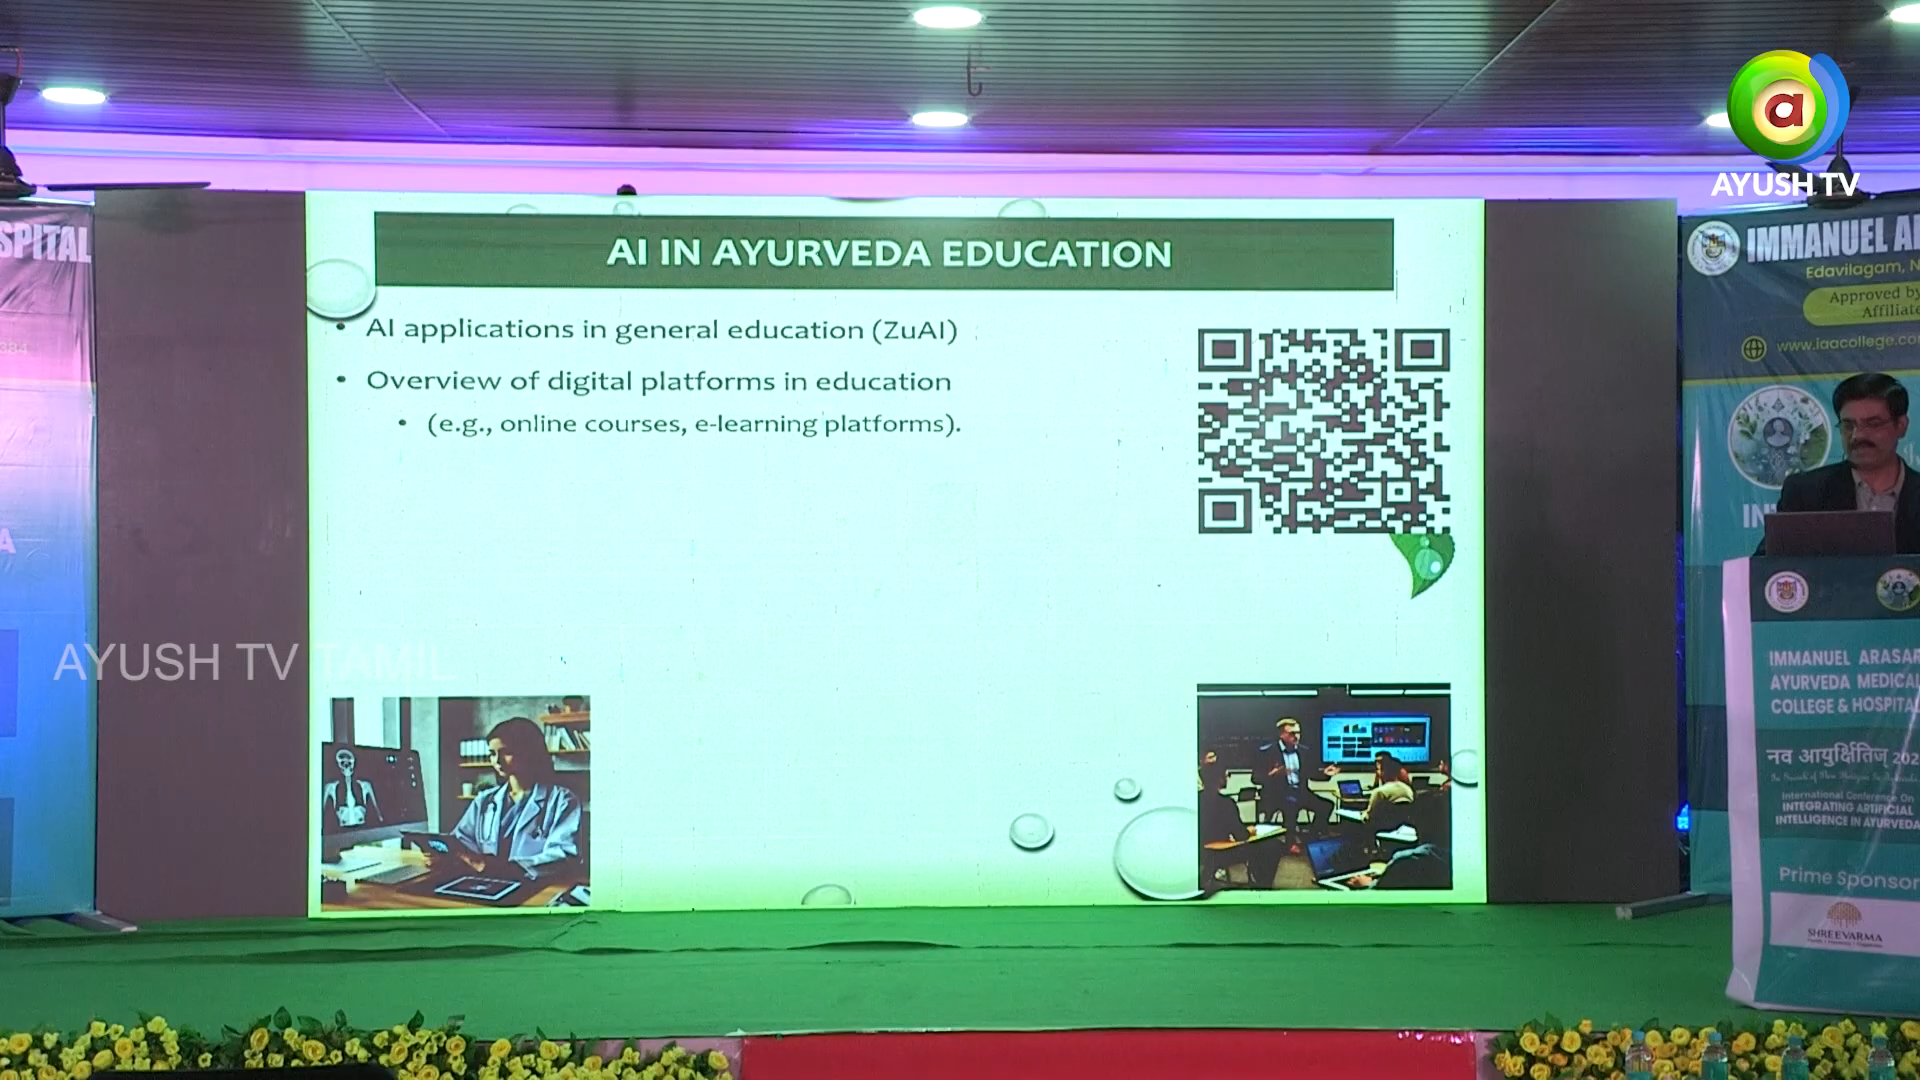 AYUSH TV
SPITAL
AI IN AYURVEDA EDUCATION
• AI applications in general education (ZuAI)
• Overview of digital platforms in education
• (e.g., online courses, e-learning platforms).
AYUSH TV TAMIL
IMMANUEL
Edavilagam,
Approved by
www.iaacollege.co
IMMANUEL ARASAR
AYURVEDA MEDICAL
COLLEGE & HOSPITAL
नव आयुर्क्षितिज् 202
International Conference On
INTEGRATING ARTIFICIAL
INTELLIGENCE IN AYURVEDA
Prime Sponsor
SHREEVARMA